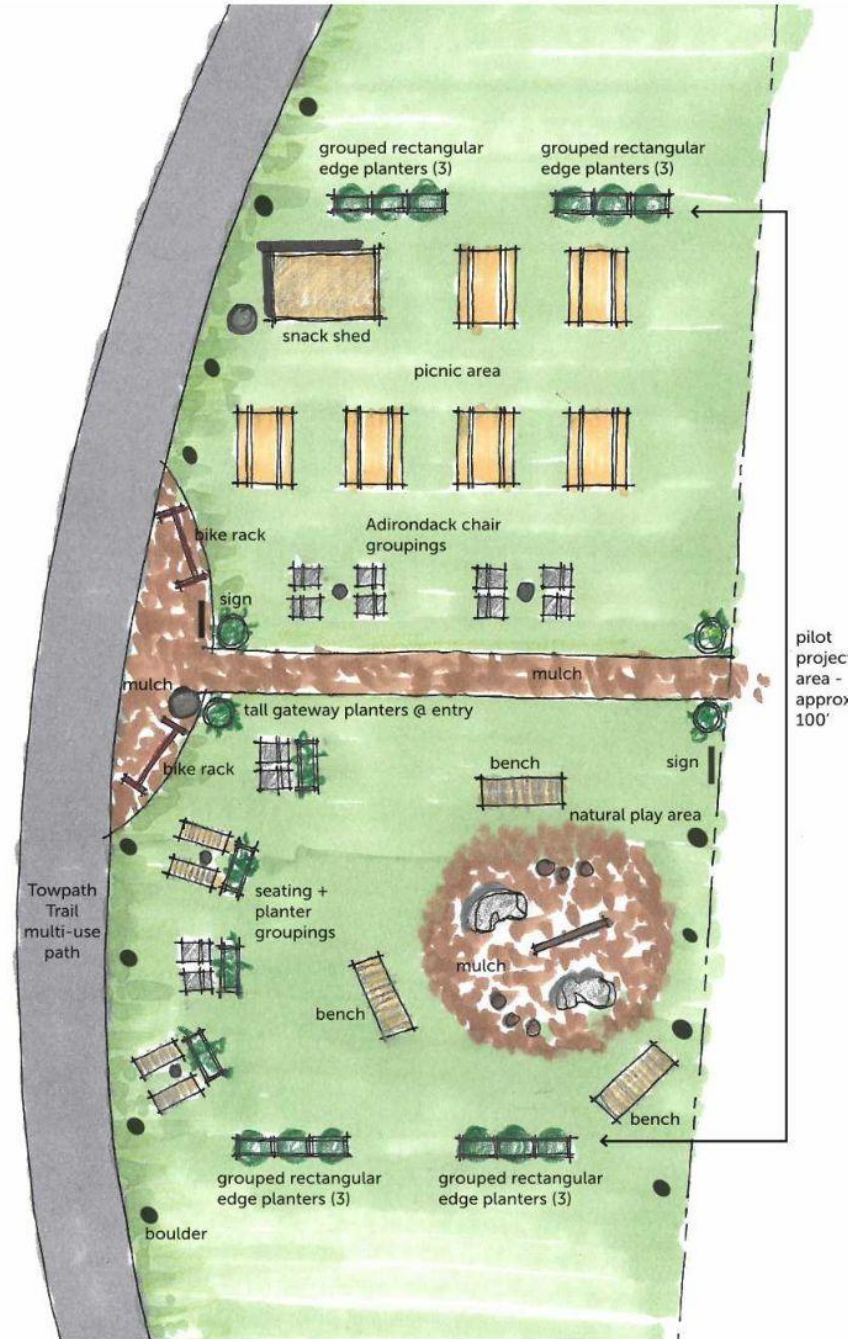 grouped rectangular
edge planters (3)
grouped rectangular
edge planters (3)
snack shed
picnic area
bike rack
Adirondack chair
groupings
sign
pilot
project
area -
approx
100'
mulch
mulch
tall gateway planters @ entry
bike rack
bench
sign
natural play area
Towpath
Trail
multi-use
path
seating +
planter
groupings
mulch
bench
bench
grouped rectangular
edge planters (3)
grouped rectangular
edge planters (3)
boulder